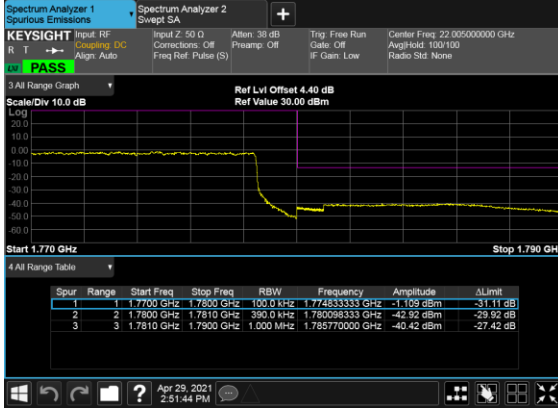 Spectrum Analyzer 1
Spurious Emissions
Spectrum Analyzer 2
Swept SA
+
KEYSIGHT
R T
LXI PASS
Input: RF
Coupling: DC
Align: Auto
Input Z: 50 Ω
Corrections: Off
Freq Ref: Pulse (S)
Atten: 38 dB
Preamp: Off
Trig: Free Run
Gate: Off
IF Gain: Low
Center Freq: 22.005000000 GHz
Avg|Hold: 100/100
Radio Std: None
3 All Range Graph
Scale/Div 10.0 dB
Ref Lvl Offset 4.40 dB
Ref Value 30.00 dBm
Log
20.0
10.0
0.00
-10.0
-20.0
-30.0
-40.0
-50.0
-60.0
Start 1.770 GHz
Stop 1.790 GHz
4 All Range Table
Spur Range Start Freq Stop Freq RBW Frequency Amplitude ΔLimit
1 1 1.7700 GHz 1.7800 GHz 100.0 kHz 1.774833333 GHz -1.109 dBm -31.11 dB
2 2 1.7800 GHz 1.7810 GHz 390.0 kHz 1.780098333 GHz -42.92 dBm -29.92 dB
3 3 1.7810 GHz 1.7900 GHz 1.000 MHz 1.785770000 GHz -40.42 dBm -27.42 dB
?
Apr 29, 2021
2:51:44 PM